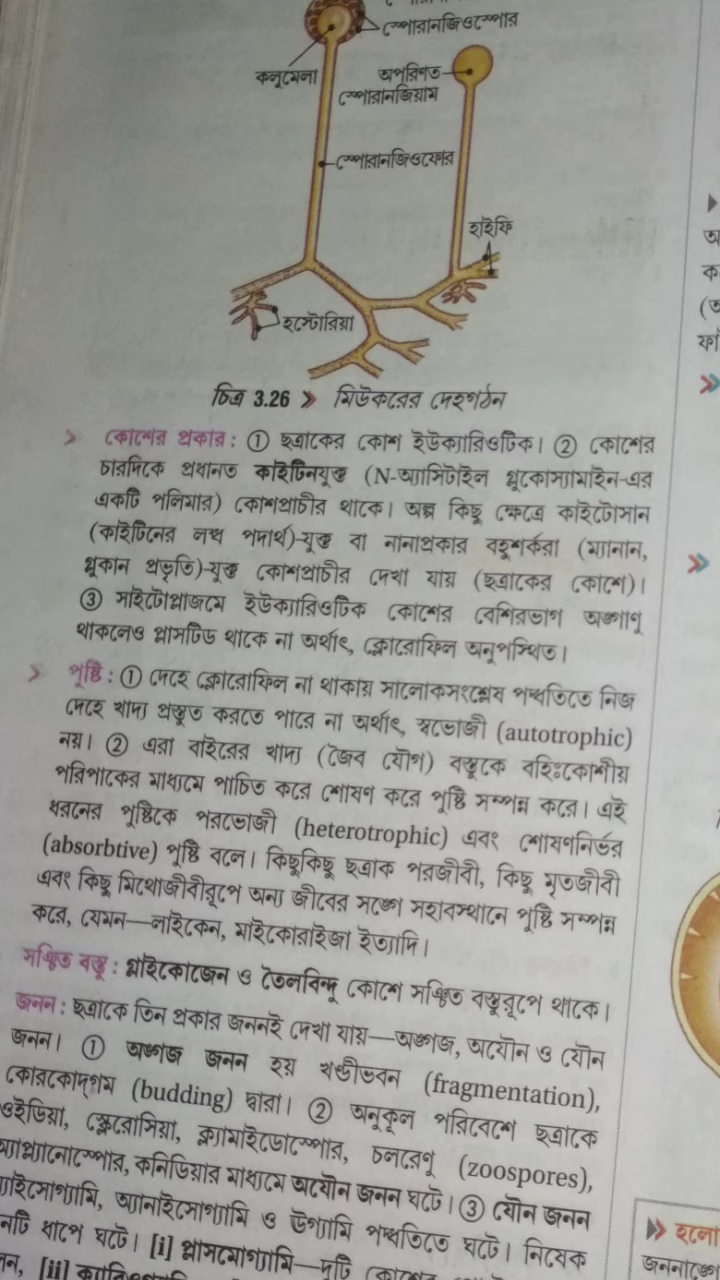 স্পোরানজিওস্পোর
কলুমেলা
অপরিণত
স্পোরানজিয়াম
স্পোরানজিওফোর
হাইফি
হস্টোরিয়া
চিত্র 3.26 » মিউকরের দেহগঠন
> কোশের প্রকার : ① ছত্রাকের কোশ ইউক্যারিওটিক। ② কোশের
চারদিকে প্রধানত কাইটিনযুক্ত (N-অ্যাসিটাইল গ্লুকোস্যামাইন-এর
একটি পলিমার) কোশপ্রাচীর থাকে। অল্প কিছু ক্ষেত্রে কাইটোসান
(কাইটিনের লব্ধ পদার্থ)-যুক্ত বা নানাপ্রকার বহুশর্করা (ম্যানান,
গ্লুকান প্রভৃতি)-যুক্ত কোশপ্রাচীর দেখা যায় (ছত্রাকের কোশে)।
③ সাইটোপ্লাজমে ইউক্যারিওটিক কোশের বেশিরভাগ অঙ্গাণু
থাকলেও প্লাসটিড থাকে না অর্থাৎ, ক্লোরোফিল অনুপস্থিত।
> পুষ্টি : ① দেহে ক্লোরোফিল না থাকায় সালোকসংশ্লেষ পদ্ধতিতে নিজ
দেহে খাদ্য প্রস্তুত করতে পারে না অর্থাৎ, স্বভোজী (autotrophic)
নয়। ② এরা বাইরের খাদ্য (জৈব যৌগ) বস্তুকে বহিঃকোশীয়
পরিপাকের মাধ্যমে পাচিত করে শোষণ করে পুষ্টি সম্পন্ন করে। এই
ধরনের পুষ্টিকে পরভোজী (heterotrophic) এবং শোষণনির্ভর
(absorbtive) পুষ্টি বলে। কিছুকিছু ছত্রাক পরজীবী, কিছু মৃতজীবী
এবং কিছু মিথোজীবীরূপে অন্য জীবের সঙ্গে সহাবস্থানে পুষ্টি সম্পন্ন
করে, যেমন—লাইকেন, মাইকোরাইজা ইত্যাদি।
সঞ্চিত বস্তু : গ্লাইকোজেন ও তৈলবিন্দু কোশে সঞ্চিত বস্তুরূপে থাকে।
জনন : ছত্রাকে তিন প্রকার জননই দেখা যায়—অঙ্গজ, অযৌন ও যৌন
জনন। ① অঙ্গজ জনন হয় খণ্ডীভবন (fragmentation),
কোরকোদ্‌গম (budding) দ্বারা। ② অনুকূল পরিবেশে ছত্রাকে
ওইডিয়া, স্ক্লেরোসিয়া, ক্ল্যামাইডোস্পোর, চলরেণু (zoospores),
কনিডিয়ার মাধ্যমে অযৌন জনন ঘটে। ③ যৌন জনন
অ্যানাইসোগ্যামি ও ঊগ্যামি পদ্ধতিতে ঘটে। নিষেক
ধাপে ঘটে। [i] প্লাসমোগ্যামি—দুটি
[ii]
হলো